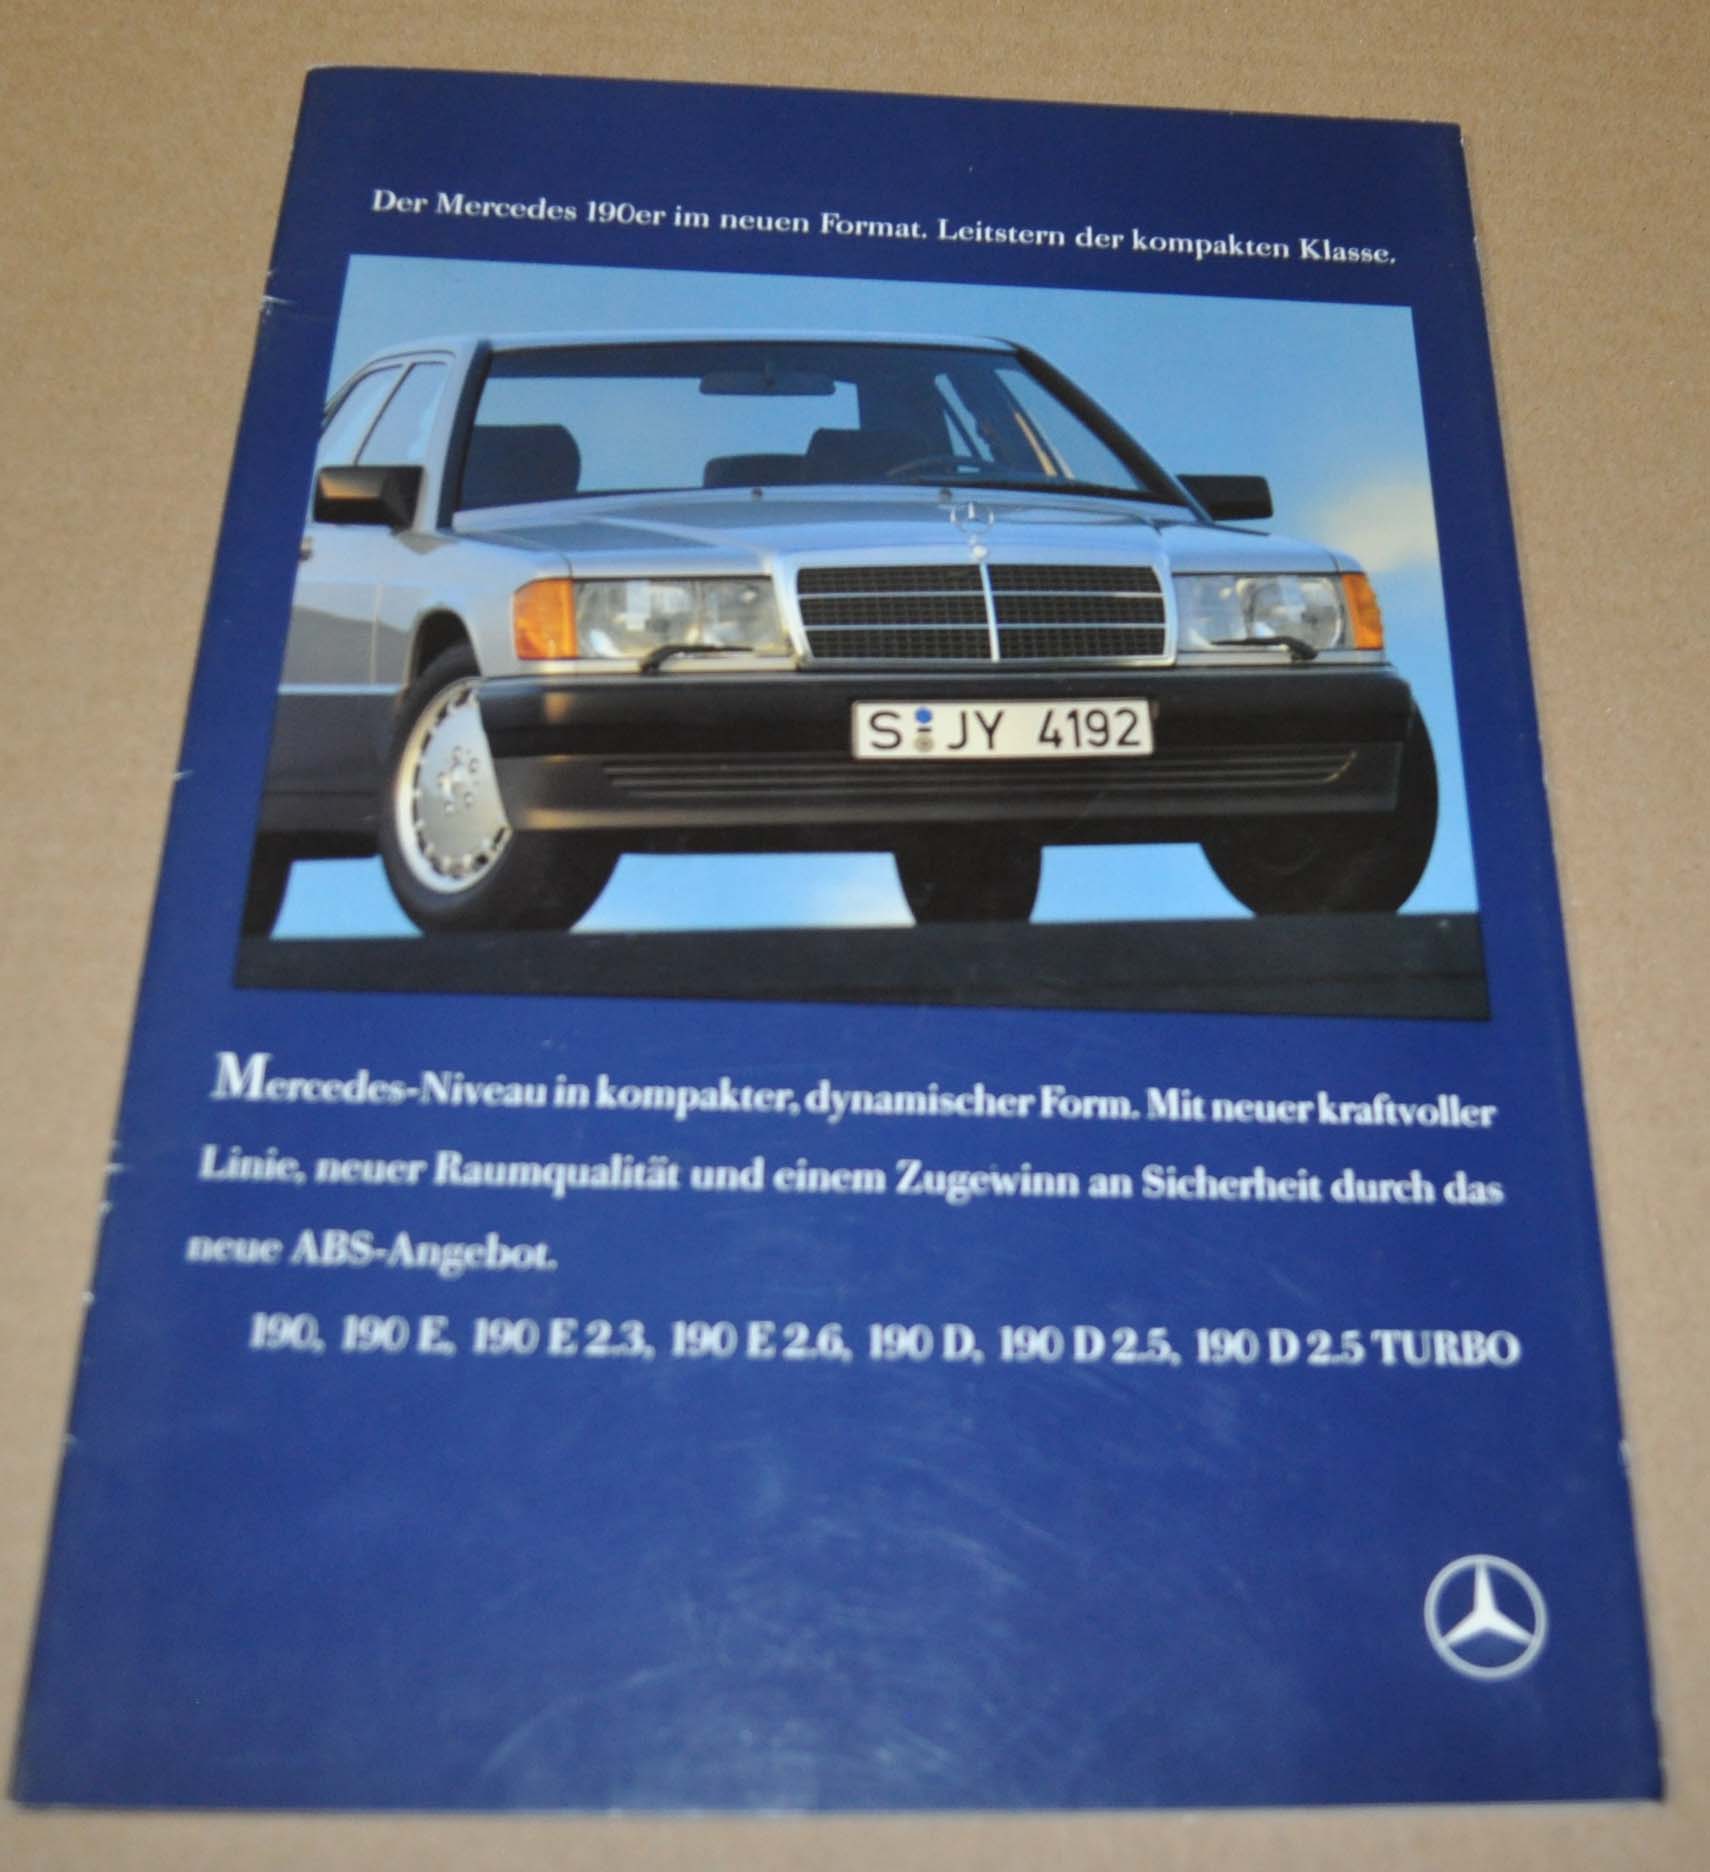 Der Mercedes 190er im neuen Format. Leitstern der kompakten Klasse.
S JY 4192
Mercedes-Niveau in kompakter, dynamischer Form. Mit neuer kraftvoller
Linie, neuer Raumqualität und einem Zugewinn an Sicherheit durch das
neue ABS-Angebot.
190, 190 E, 190 E 2.3, 190 E 2.6, 190 D, 190 D 2.5, 190 D 2.5 TURBO